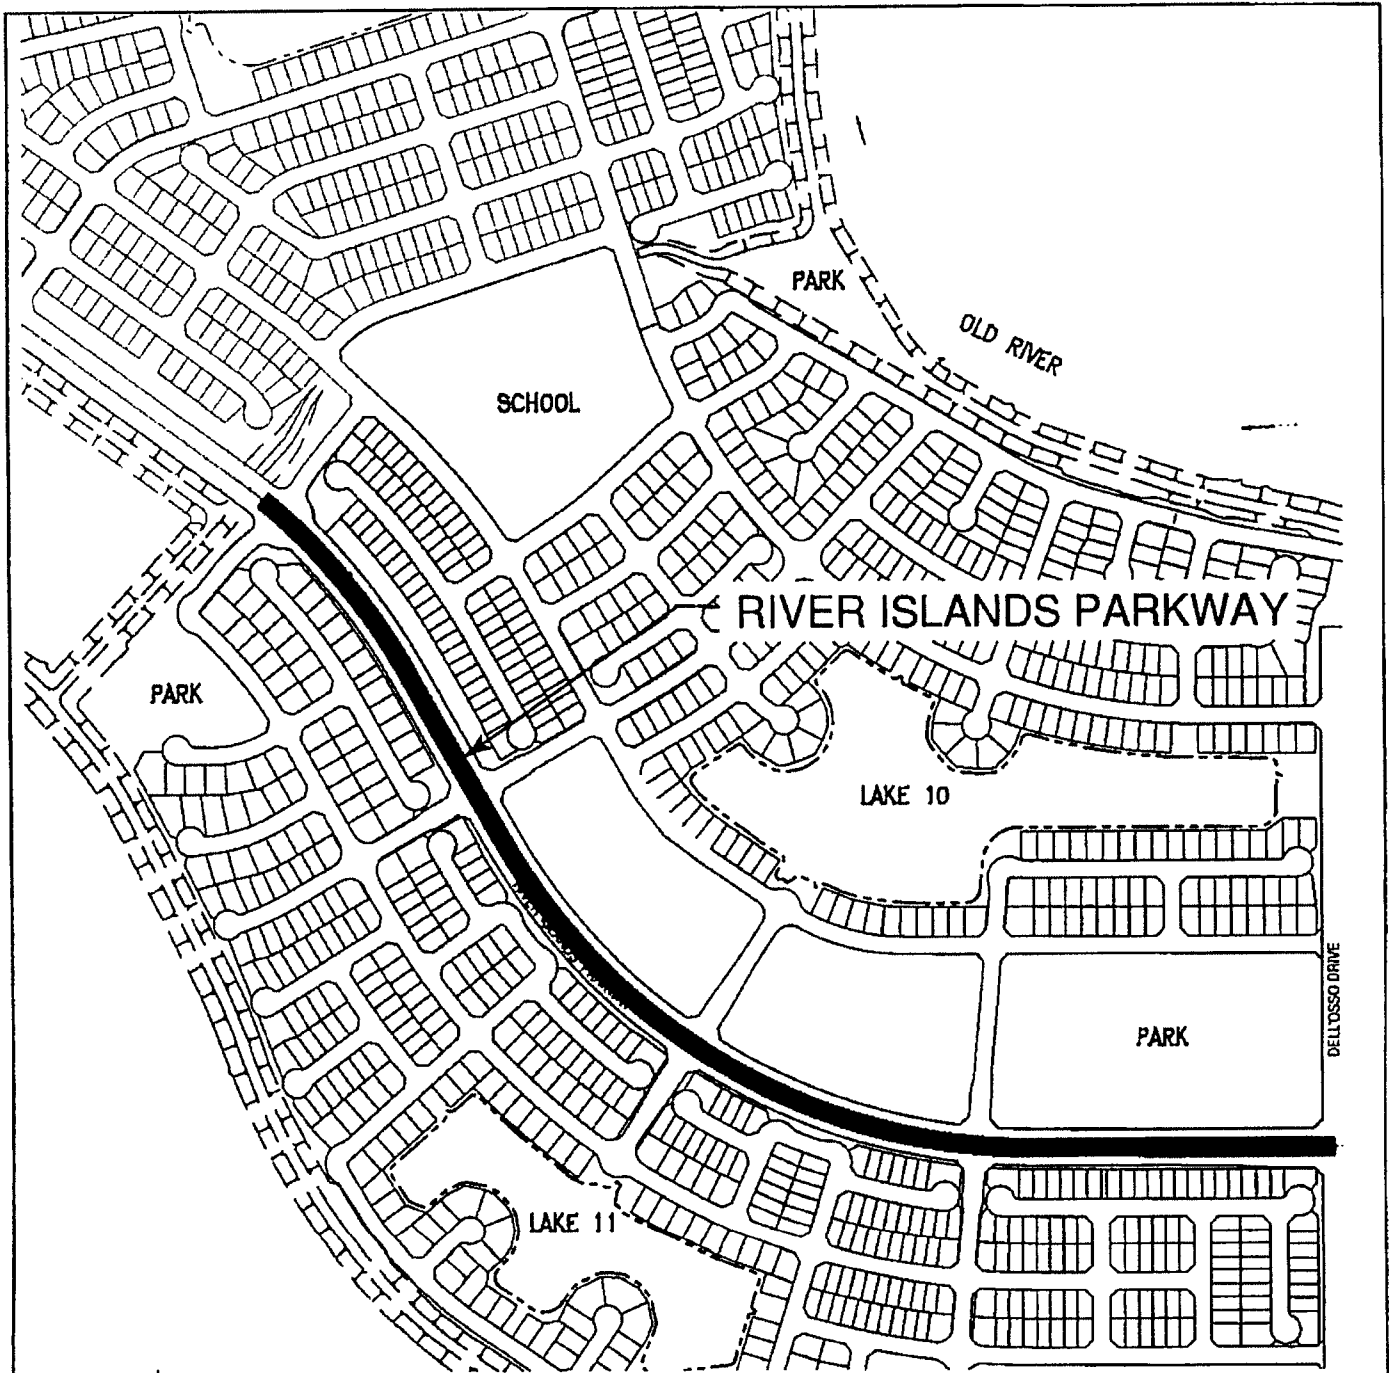 PARK
OLD RIVER
SCHOOL
RIVER ISLANDS PARKWAY
PARK
LAKE 10
DELL'OSSO DRIVE
PARK
LAKE 11